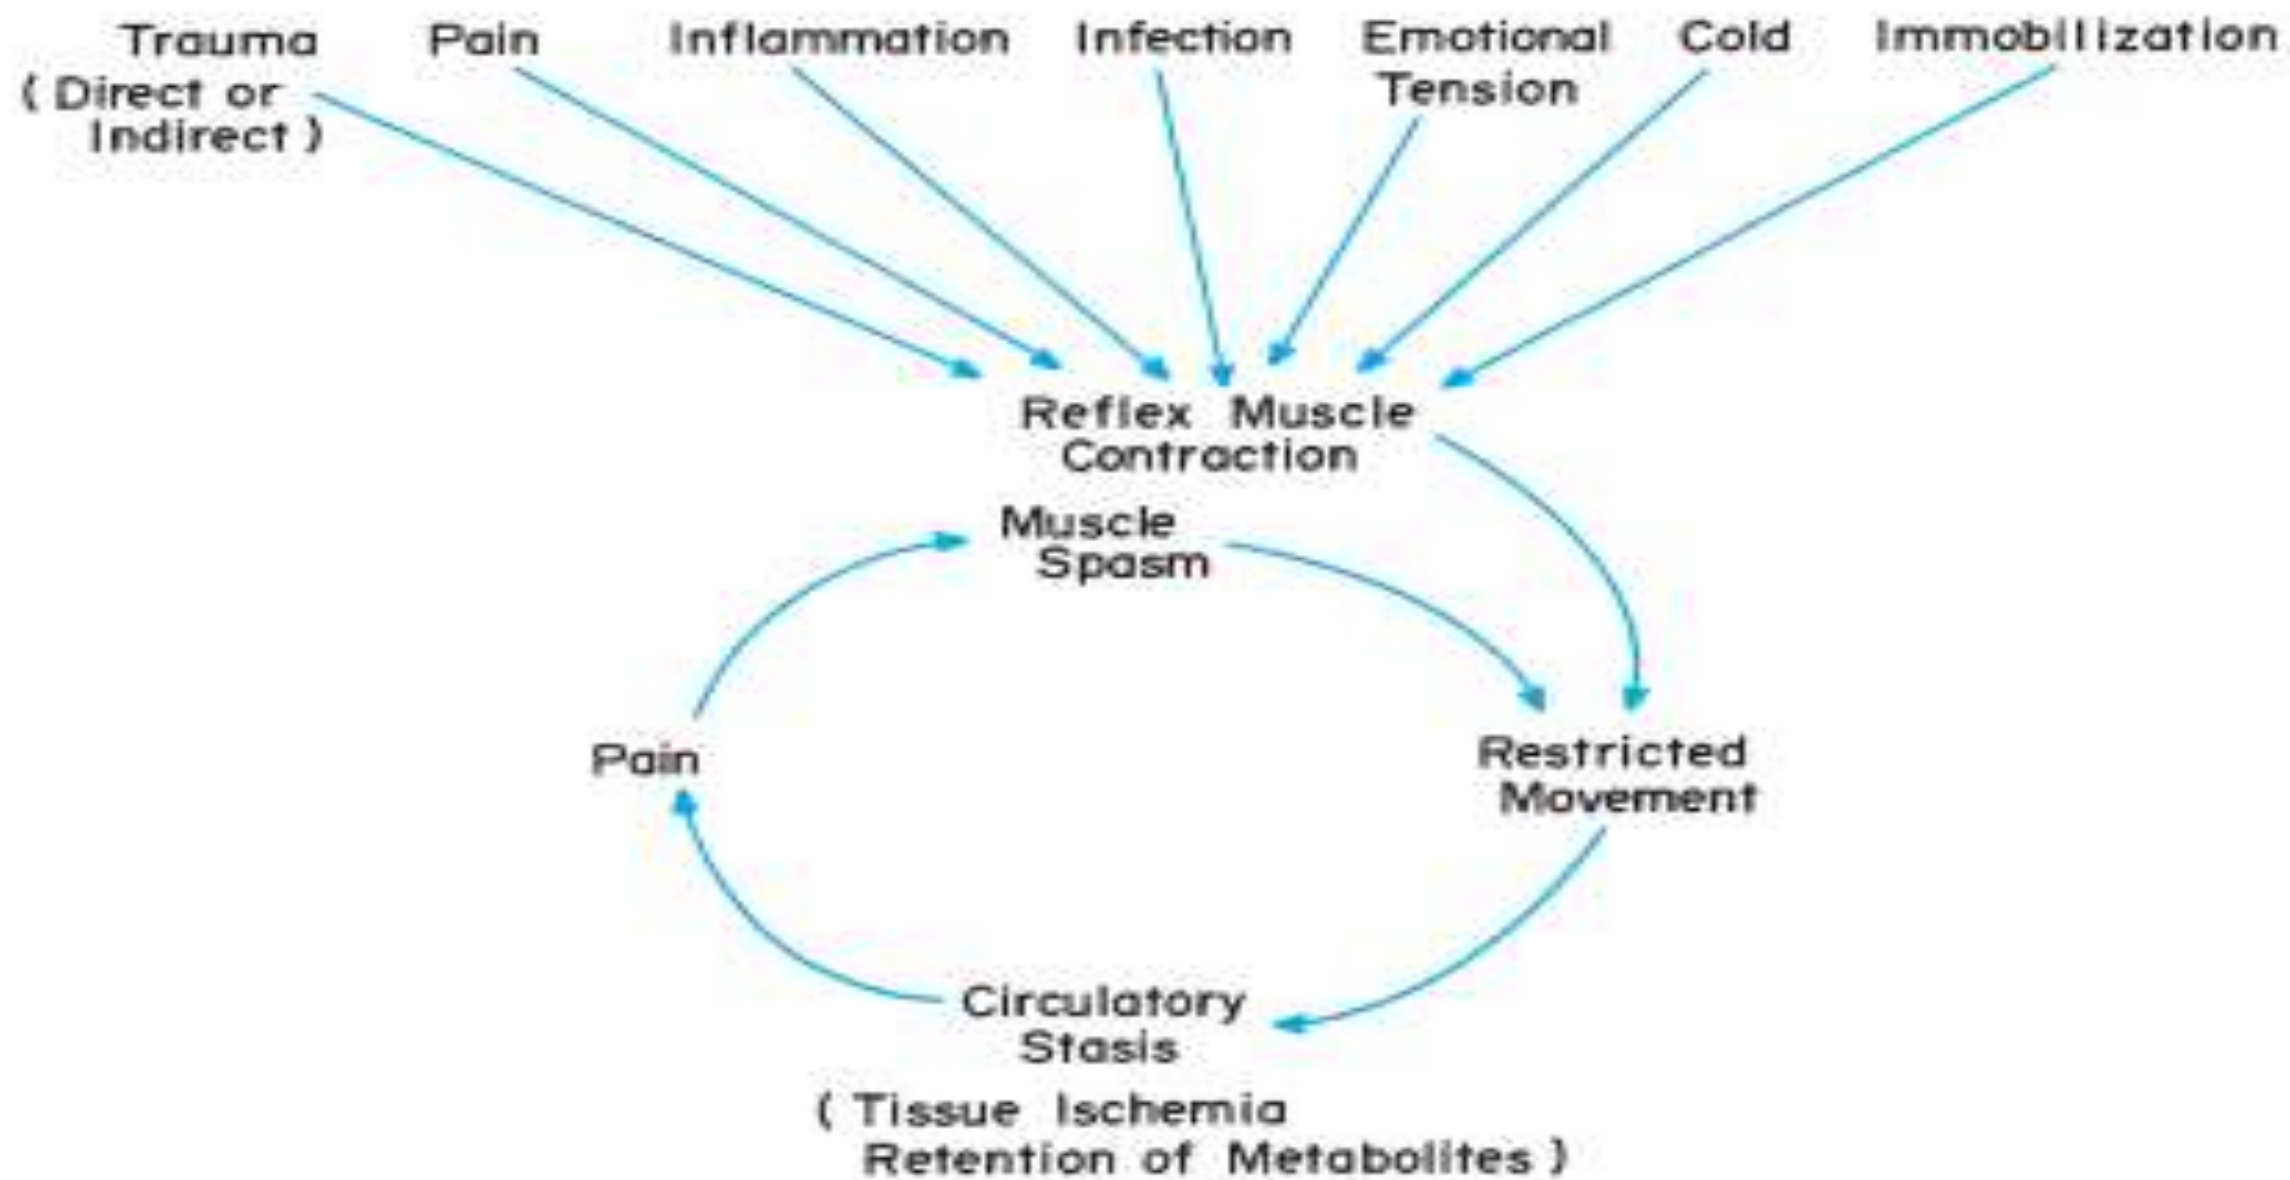 Trauma
(Direct or
Indirect)
Pain
Inflammation
Infection
Emotional
Tension
Cold
Immobilization
Reflex Muscle
Contraction
Muscle
Spasm
Pain
Restricted
Movement
Circulatory
Stasis
(Tissue Ischemia
Retention of Metabolites)